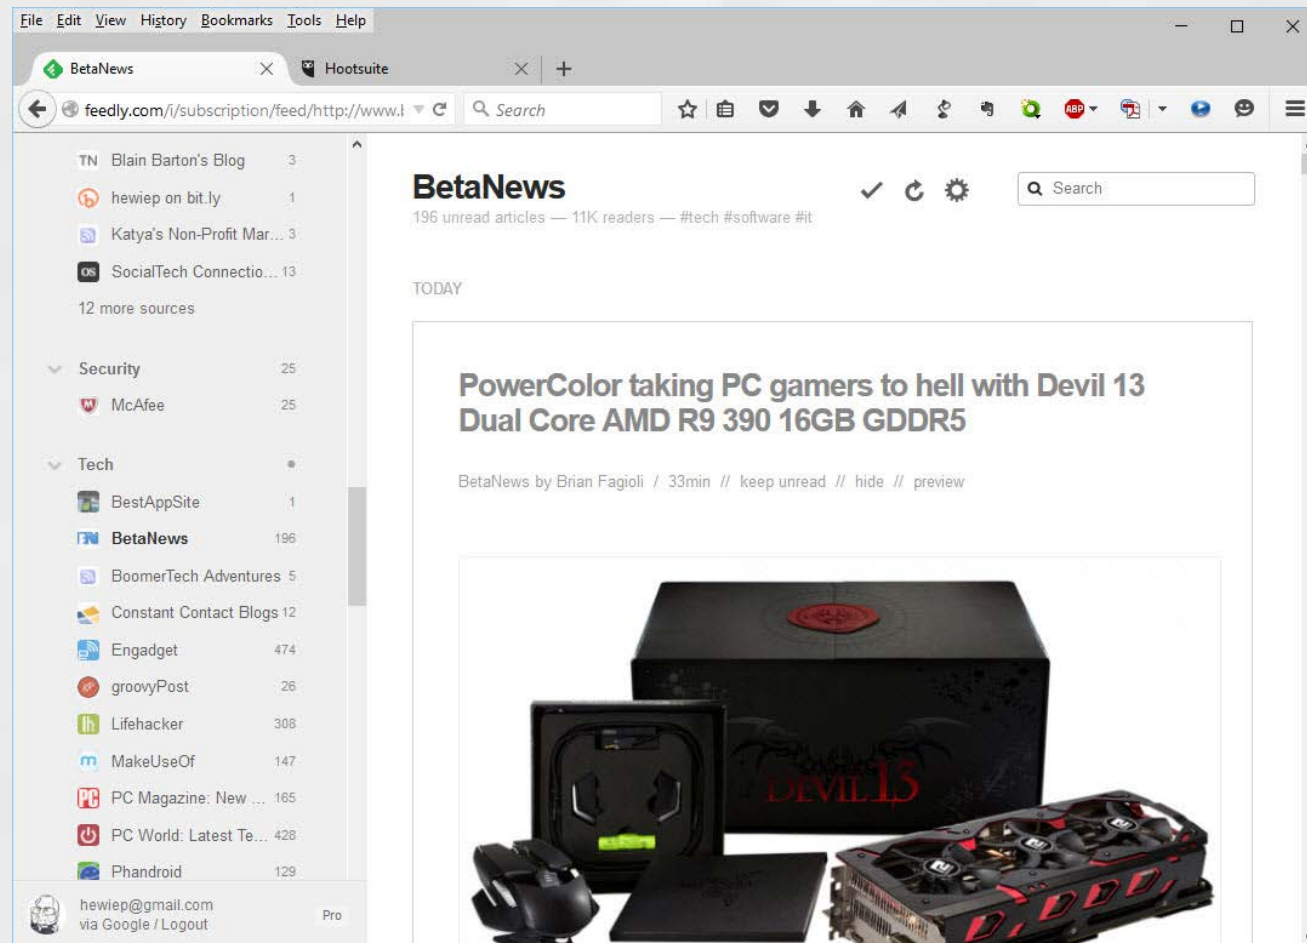 File Edit View History Bookmarks Tools Help
BetaNews Hootsuite
feedly.com/i/subscription/feed/http://www.b Search ABP
TN Blain Barton's Blog 3
hewiep on bit.ly 1
Katya's Non-Profit Mar... 3
OS SocialTech Connectio... 13
12 more sources
Security 25
McAfee 25
Tech
BestAppSite 1
BN BetaNews 196
BoomerTech Adventures 5
Constant Contact Blogs 12
Engadget 474
groovyPost 26
lh Lifehacker 308
m MakeUseOf 147
PC PC Magazine: New ... 165
PC World: Latest Te... 428
Phandroid 129
hewiep@gmail.com
via Google / Logout Pro
BetaNews
Search
196 unread articles — 11K readers — #tech #software #it
TODAY
PowerColor taking PC gamers to hell with Devil 13
Dual Core AMD R9 390 16GB GDDR5
BetaNews by Brian Fagioli / 33min // keep unread // hide // preview
DEVIL 13